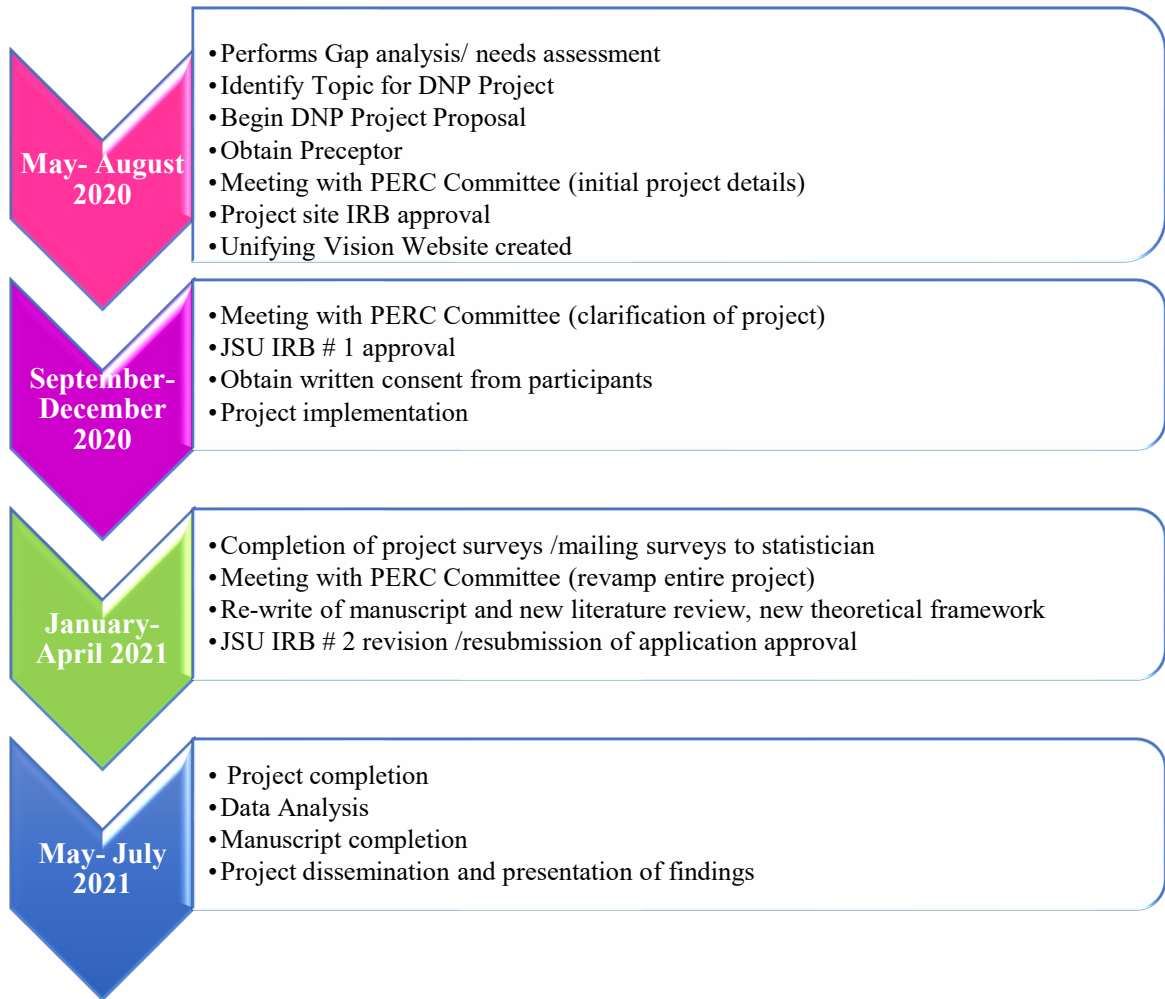 May- August
2020
•Performs Gap analysis/ needs assessment
•Identify Topic for DNP Project
•Begin DNP Project Proposal
•Obtain Preceptor
•Meeting with PERC Committee (initial project details)
•Project site IRB approval
•Unifying Vision Website created
September-
December
2020
•Meeting with PERC Committee (clarification of project)
•JSU IRB # 1 approval
•Obtain written consent from participants
•Project implementation
January-
April 2021
•Completion of project surveys /mailing surveys to statistician
•Meeting with PERC Committee (revamp entire project)
•Re-write of manuscript and new literature review, new theoretical framework
•JSU IRB # 2 revision /resubmission of application approval
May- July
2021
• Project completion
•Data Analysis
•Manuscript completion
•Project dissemination and presentation of findings